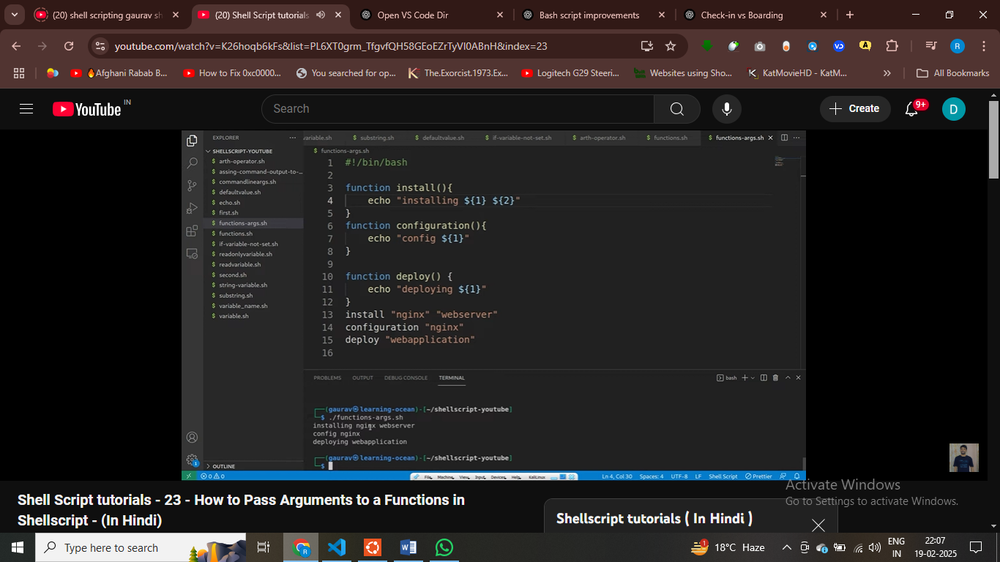 (20) shell scripting gaurav sh
(20) Shell Script tutorials
Open VS Code Dir
Bash script improvements
Check-in vs Boarding
youtube.com/watch?v=K26hoqb6kFs&list=PL6XT0grm_TfgvfQH58GEoEZrTyVI0ABnH&index=23
R
🔥Afghani Rabab B...
How to Fix 0xc0000...
You searched for op...
The.Exorcist.1973.Ex...
Logitech G29 Steeri...
Websites using Sho...
KatMovieHD - KatM...
»
All Bookmarks
YouTube IN
Search
Create
9+
D
EXPLORER
SHELLSCRIPT-YOUTUBE
arth-operator.sh
assing-command-output-to-...
commandlineargs.sh
defaultvalue.sh
echo.sh
first.sh
functions-args.sh
functions.sh
if-variable-not-set.sh
readonlyvariable.sh
readvariable.sh
second.sh
string-variable.sh
substring.sh
variable_name.sh
variable.sh
OUTLINE
variable.sh
substring.sh
defaultvalue.sh
if-variable-not-set.sh
arth-operator.sh
functions.sh
functions-args.sh
functions-args.sh
1 #!/bin/bash
2
3 function install(){
4 echo "installing ${1} ${2}"
5 }
6 function configuration(){
7 echo "config ${1}"
8 }
9
10 function deploy() {
11 echo "deploying ${1}"
12 }
13 install "nginx" "webserver"
14 configuration "nginx"
15 deploy "webapplication"
16
PROBLEMS OUTPUT DEBUG CONSOLE TERMINAL
bash
(gaurav㉿learning-ocean)-[~/shellscript-youtube]
$ ./functions-args.sh
installing nginx webserver
config nginx
deploying webapplication
(gaurav㉿learning-ocean)-[~/shellscript-youtube]
$
1
0 0
File Machine View Input Devices Help KaliLinux
Ln 4, Col 30 Spaces: 4 UTF-8 LF Shell Script Prettier
Shell Script tutorials - 23 - How to Pass Arguments to a Functions in
Shellscript - (In Hindi)
Shellscript tutorials ( In Hindi )
Activate Windows
Go to Settings to activate Windows.
Type here to search
1
18°C Haze
ENG
IN
22:07
19-02-2025